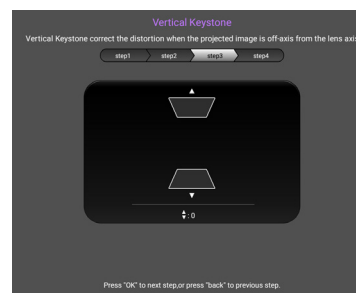 Vertical Keystone
Vertical Keystone correct the distortion when the projected image is off-axis from the lens axis
step1 step2 step3 step4
:0
Press "OK" to next step,or press "back" to previous step.